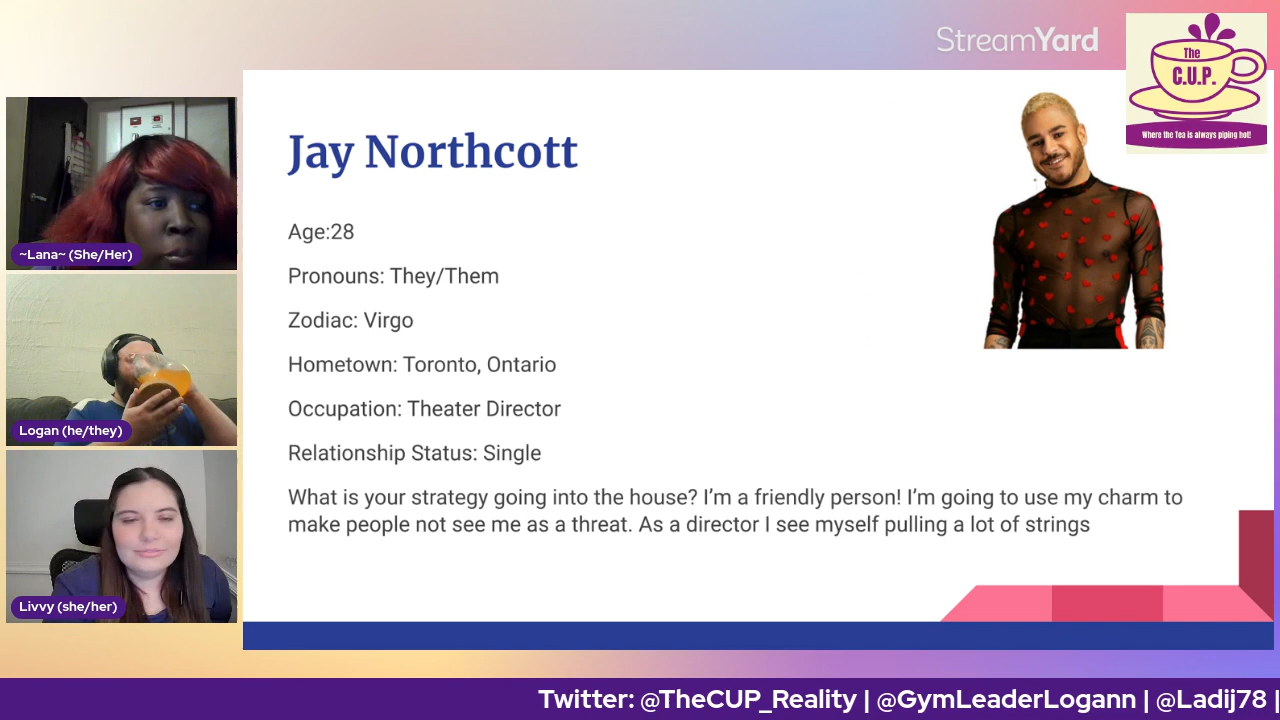 StreamYard
The
C.U.P.
Where the Tea is always piping hot!
Jay Northcott
Age:28
Pronouns: They/Them
Zodiac: Virgo
Hometown: Toronto, Ontario
Occupation: Theater Director
Relationship Status: Single
What is your strategy going into the house? I’m a friendly person! I’m going to use my charm to
make people not see me as a threat. As a director I see myself pulling a lot of strings
~Lana~ (She/Her)
Logan (he/they)
Livvy (she/her)
Twitter: @TheCUP_Reality | @GymLeaderLogann | @Ladij78 |